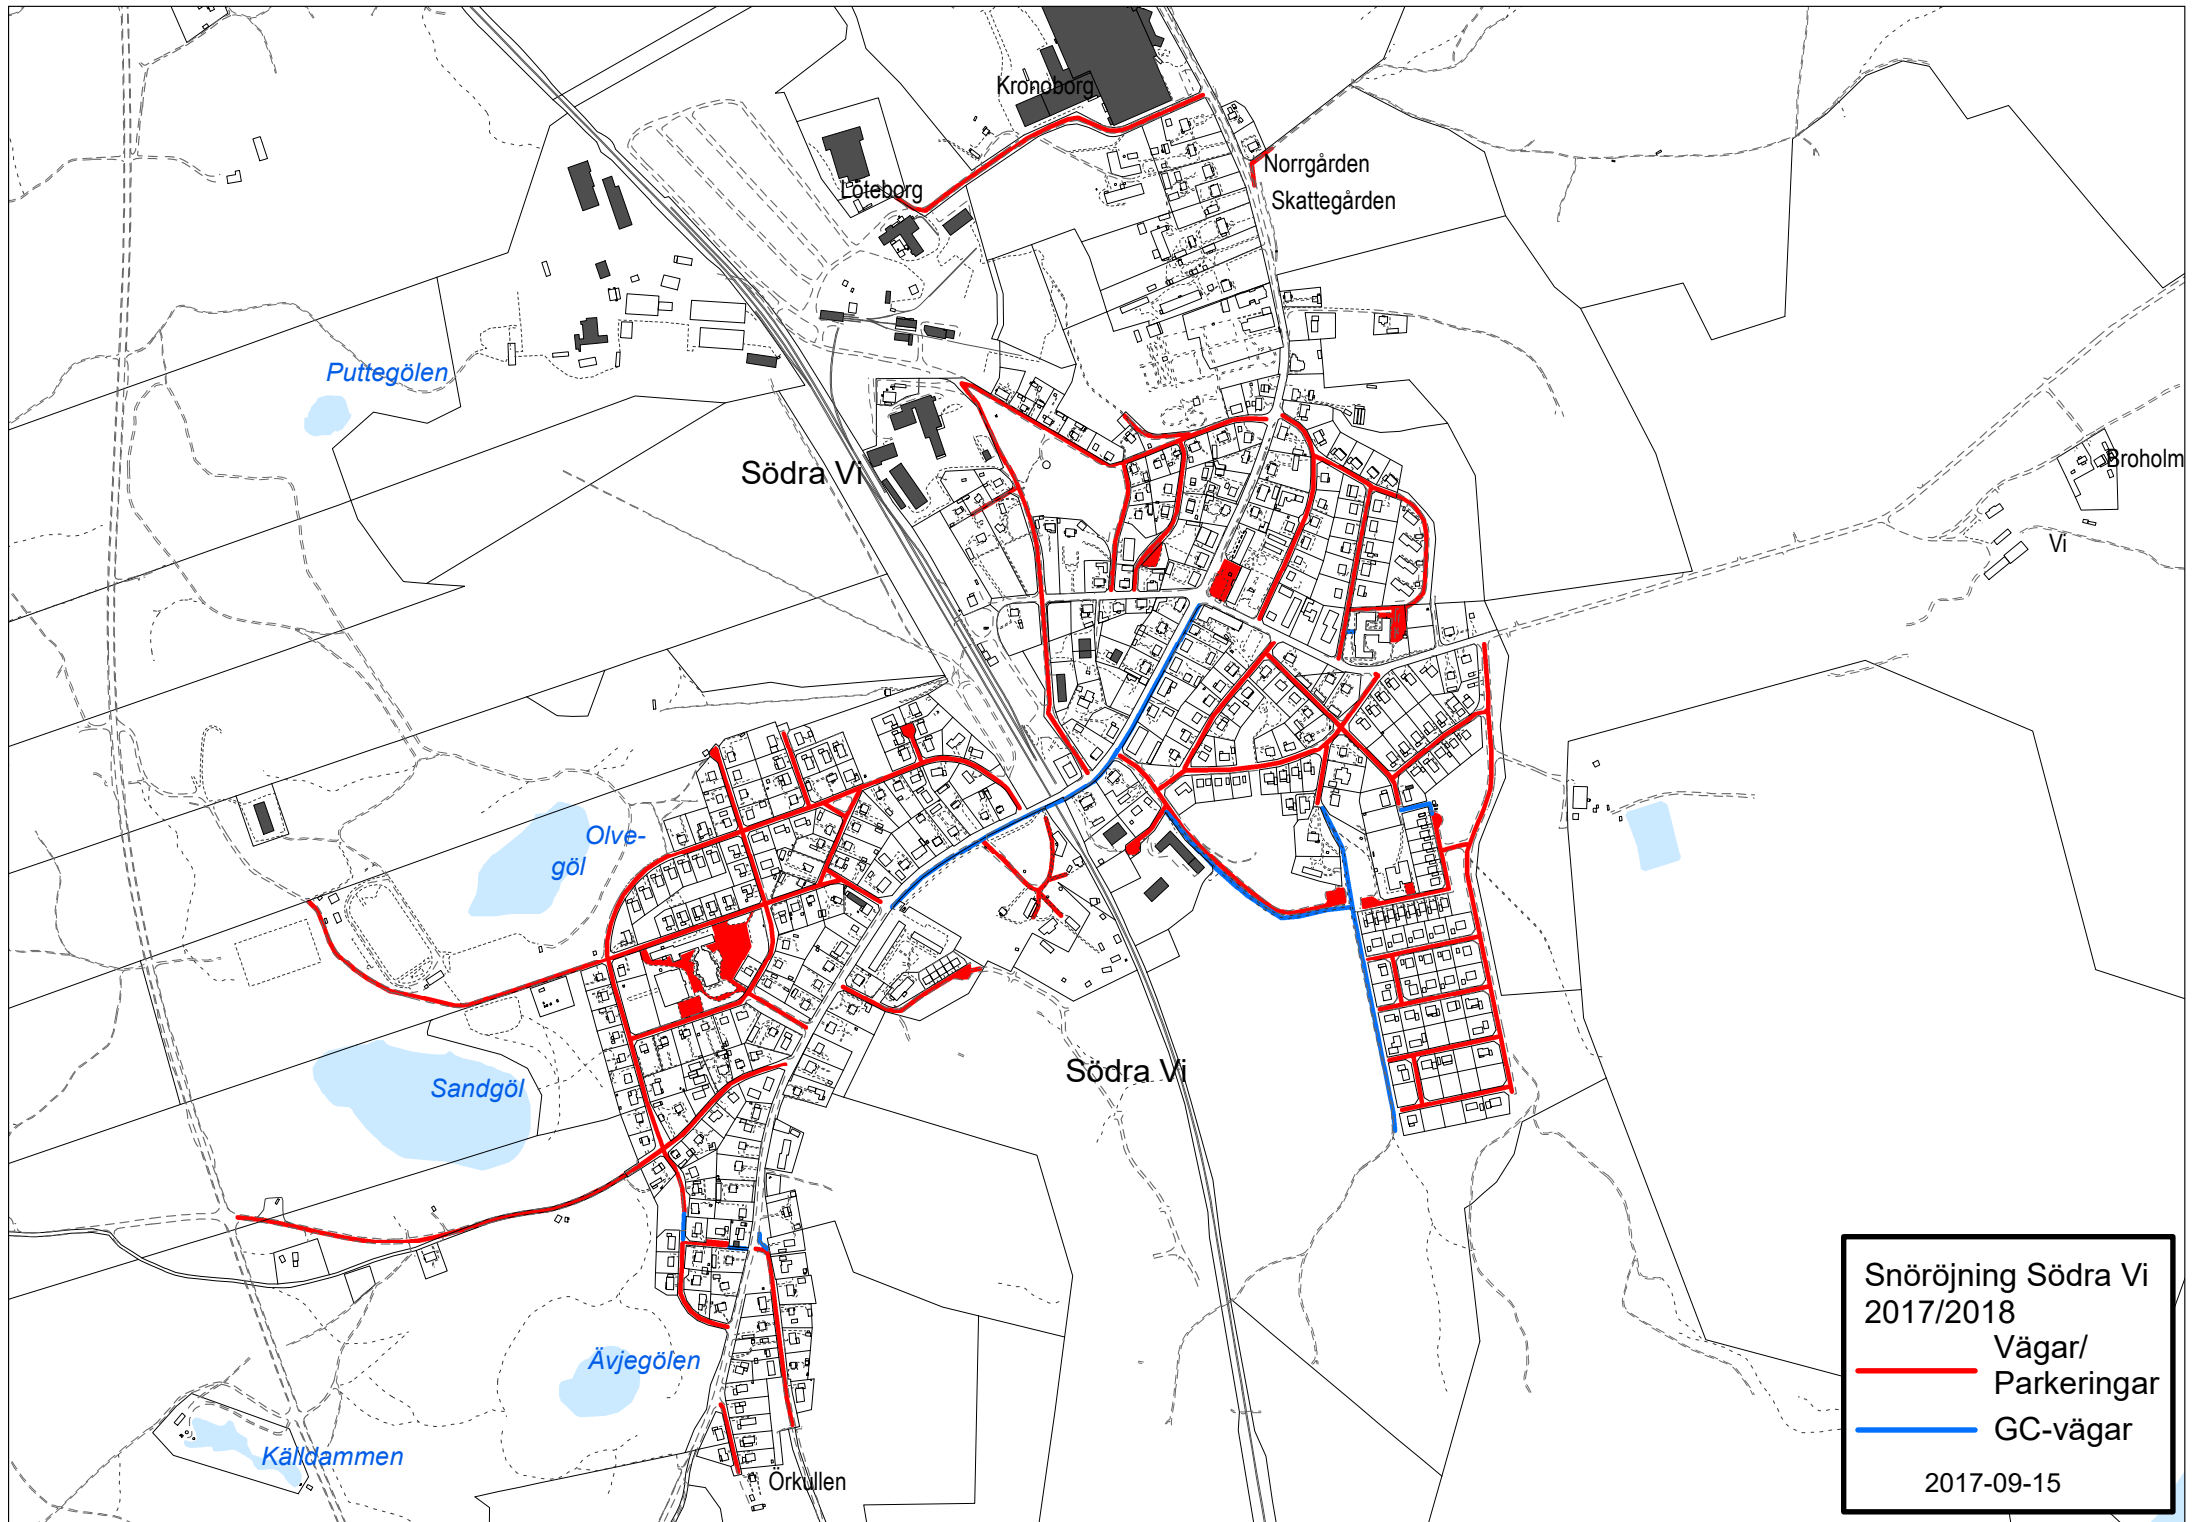 Kronoborg
Löteborg
Norrgården
Skattegården
Puttegölen
Södra Vi
Broholm
Vi
Olve-
göl
Sandgöl
Södra Vi
Ävjegölen
Källdammen
Örkullen
Snöröjning Södra Vi
2017/2018
Vägar/
Parkeringar
GC-vägar
2017-09-15